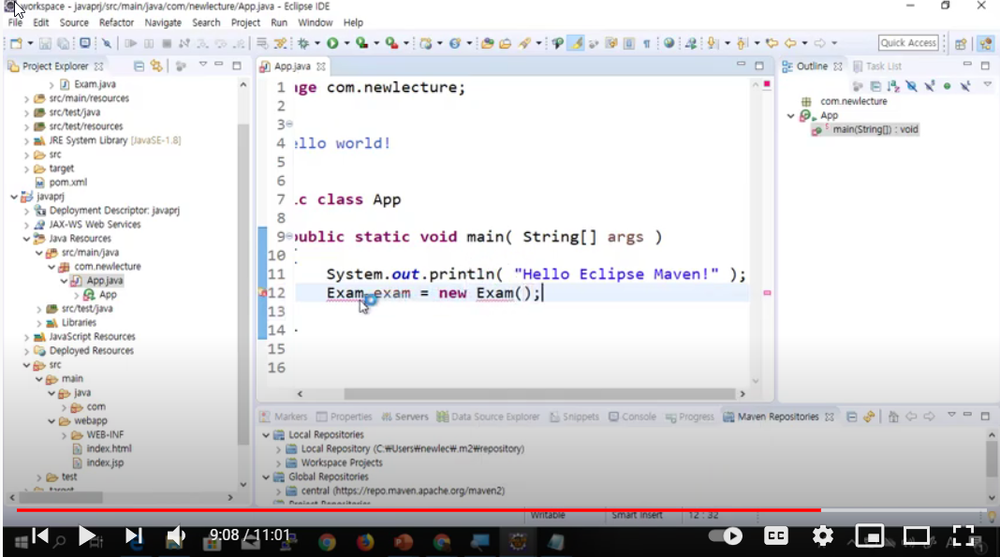 workspace - javaprj/src/main/java/com/newlecture/App.java - Eclipse IDE
File Edit Source Refactor Navigate Search Project Run Window Help
Quick Access
Project Explorer
Exam.java
src/main/resources
src/test/java
src/test/resources
JRE System Library [JavaSE-1.8]
src
target
pom.xml
javaprj
Deployment Descriptor: javaprj
JAX-WS Web Services
Java Resources
src/main/java
com.newlecture
App.java
App
src/test/java
Libraries
JavaScript Resources
Deployed Resources
src
main
java
com
webapp
WEB-INF
index.html
index.jsp
test
target
App.java
1 age com.newlecture;
2
3
4 ello world!
5
6
7 ic class App
8
9 public static void main( String[] args )
10
11 System.out.println( "Hello Eclipse Maven!" );
12 Exam exam = new Exam();
13
14
15
16
Outline Task List
com.newlecture
App
main(String[]) : void
Markers Properties Servers Data Source Explorer Snippets Console Progress Maven Repositories
Local Repositories
Local Repository (C:₩Users₩newlec₩.m2₩repository)
Workspace Projects
Global Repositories
central (https://repo.maven.apache.org/maven2)
Project Repositories
Writable Smart Insert 12 : 32
9:08 / 11:01
CC